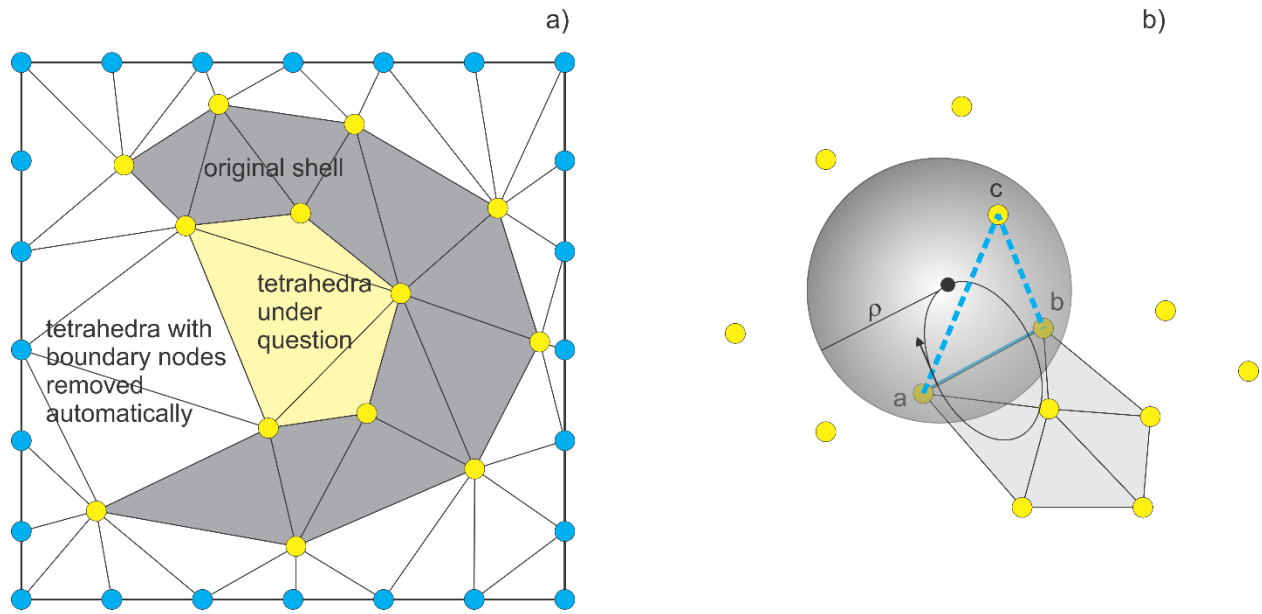 a)
original shell
tetrahedra
under
question
tetrahedra with
boundary nodes
removed
automatically
b)
c
ρ
b
a